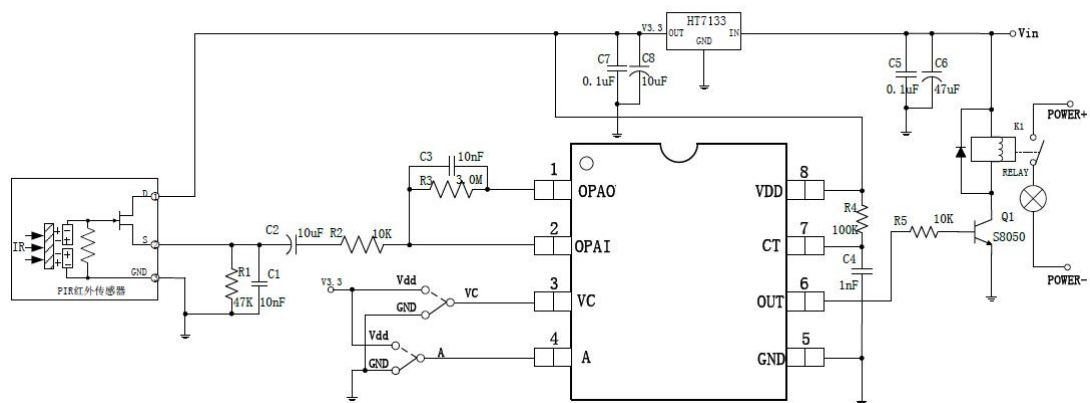 HT7133
V3.3
OUT
IN
GND
Vin
C7
0.1uF
C8
10uF
C5
0.1uF
C6
47uF
K1
RELAY
POWER+
POWER-
D
S
GND
IR
PIR红外传感器
R1
47K
C1
10nF
C2
10uF
R2
10K
C3
10nF
R3
3.0M
1
OPAO
2
OPAI
3
VC
4
A
8
VDD
7
CT
6
OUT
5
GND
R4
100K
C4
1nF
R5
10K
Q1
S8050
V3.3
Vdd
GND
VC
Vdd
GND
A